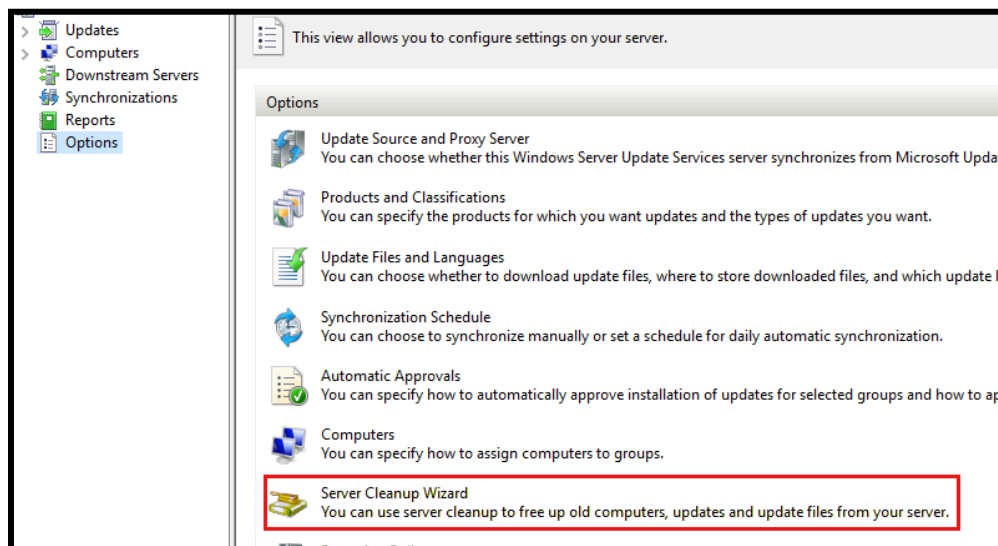 Updates
Computers
Downstream Servers
Synchronizations
Reports
Options
This view allows you to configure settings on your server.
Options
Update Source and Proxy Server
You can choose whether this Windows Server Update Services server synchronizes from Microsoft Upda
Products and Classifications
You can specify the products for which you want updates and the types of updates you want.
Update Files and Languages
You can choose whether to download update files, where to store downloaded files, and which update l
Synchronization Schedule
You can choose to synchronize manually or set a schedule for daily automatic synchronization.
Automatic Approvals
You can specify how to automatically approve installation of updates for selected groups and how to ap
Computers
You can specify how to assign computers to groups.
Server Cleanup Wizard
You can use server cleanup to free up old computers, updates and update files from your server.